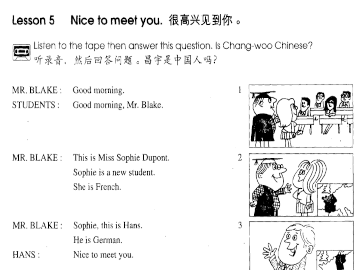 Lesson 5 Nice to meet you. 很高兴见到你。
Listen to the tape then answer this question. Is Chang-woo Chinese?
听录音，然后回答问题。昌宇是中国人吗?
MR. BLAKE : Good morning. 1
STUDENTS : Good morning, Mr. Blake.
MR. BLAKE : This is Miss Sophie Dupont. 2
Sophie is a new student.
She is French.
MR. BLAKE : Sophie, this is Hans. 3
He is German.
HANS : Nice to meet you.